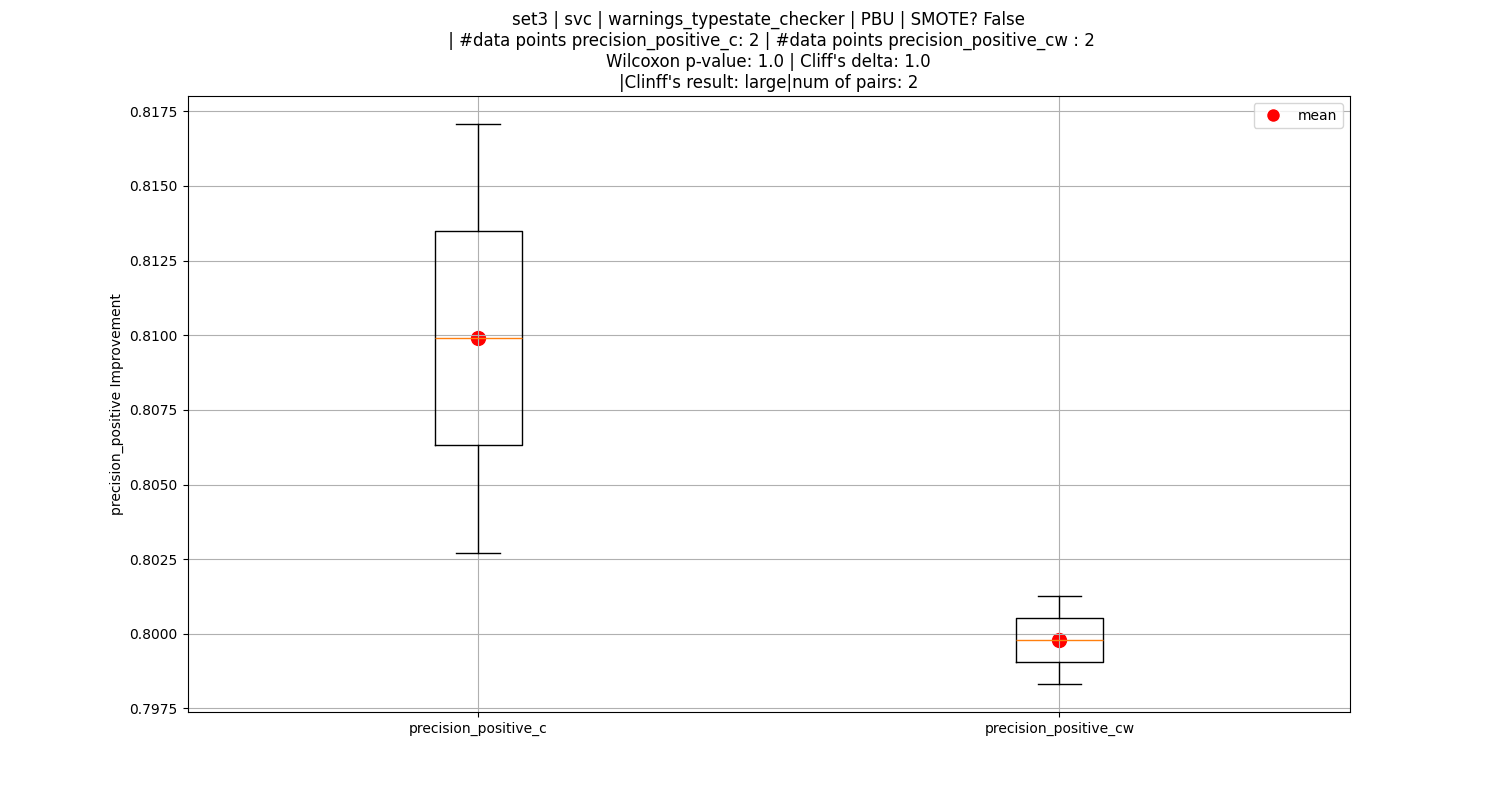 set3 | svc | warnings_typestate_checker | PBU | SMOTE? False
| #data points precision_positive_c: 2 | #data points precision_positive_cw : 2
Wilcoxon p-value: 1.0 | Cliff's delta: 1.0
|Clinff's result: large|num of pairs: 2
mean
0.8175
0.8150
0.8125
0.8100
0.8075
0.8050
0.8025
0.8000
0.7975
precision_positive Improvement
precision_positive_c
precision_positive_cw